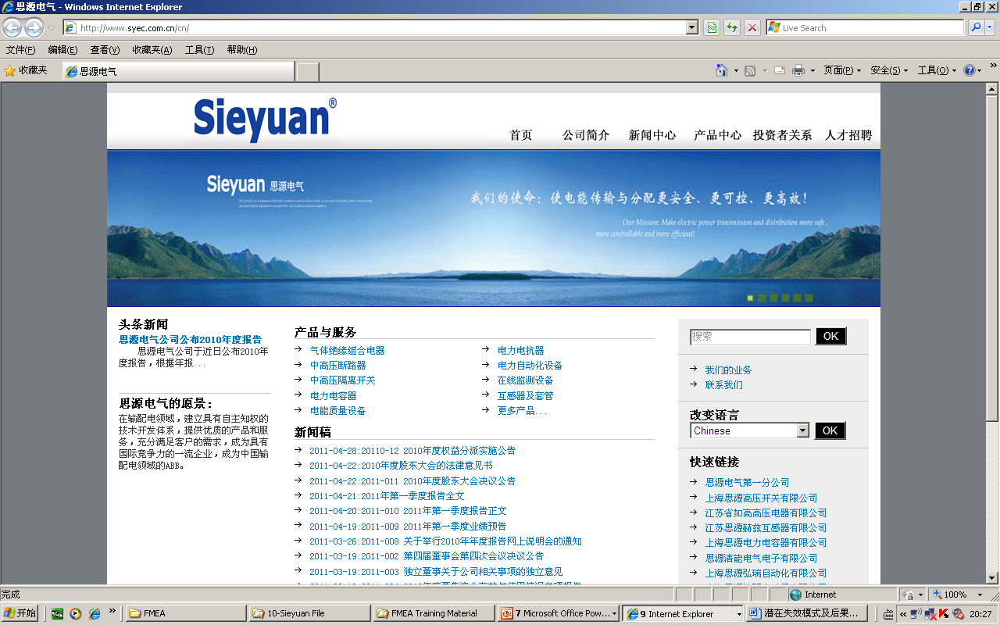 思源电气 - Windows Internet Explorer
http://www.syec.com.cn/cn/
Live Search
文件(F) 编辑(E) 查看(V) 收藏夹(A) 工具(T) 帮助(H)
收藏夹 思源电气 页面(P) 安全(S) 工具(O)
Sieyuan®
首页 公司简介 新闻中心 产品中心 投资者关系 人才招聘
Sieyuan 思源电气
我们的使命：使电能传输与分配更安全、更可控、更高效！
Our Mission: Make electric power transmission and distribution more safe ,
more controllable and more efficient!
头条新闻
思源电气公司公布2010年度报告
思源电气公司于近日公布2010年
度报告，根据年报...
思源电气的愿景：
在输配电领域，建立具有自主知权的
技术开发体系，提供优质的产品和服
务，充分满足客户的需求，成为具有
国际竞争力的一流企业，成为中国输
配电领域的ABB。
产品与服务
气体绝缘组合电器
中高压断路器
中高压隔离开关
电力电容器
电能质量设备
电力电抗器
电力自动化设备
在线监测设备
互感器及套管
更多产品...
新闻稿
2011-04-28:20110-12 2010年度权益分派实施公告
2011-04-22:2010年度股东大会的法律意见书
2011-04-22:2011-011 2010年度股东大会决议公告
2011-04-21:2011年第一季度报告全文
2011-04-20:2011-010 2011年第一季度报告正文
2011-04-19:2011-009 2011年第一季度业绩预告
2011-03-26:2011-008 关于举行2010年年度报告网上说明会的通知
2011-03-19:2011-002 第四届董事会第四次会议决议公告
2011-03-19:2011-003 独立董事关于公司相关事项的独立意见
搜索 OK
我们的业务
联系我们
改变语言
Chinese OK
快速链接
思源电气第一分公司
上海思源高压开关有限公司
江苏省如高高压电器有限公司
江苏思源赫兹互感器有限公司
上海思源电力电容器有限公司
思源清能电气电子有限公司
上海思源弘瑞自动化有限公司
完成 Internet 100%
开始 FMEA 10-Sieyuan File FMEA Training Material 7 Microsoft Office Pow... 9 Internet Explorer 潜在失效模式及后果... 20:27